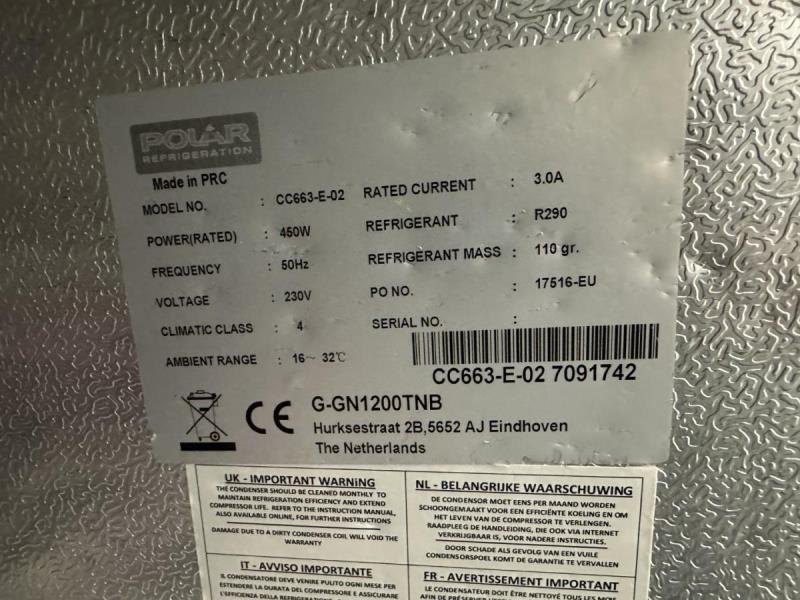 POLAR
REFRIGERATION
Made in PRC
MODEL NO. : CC663-E-02
POWER(RATED) : 450W
FREQUENCY : 50Hz
VOLTAGE : 230V
CLIMATIC CLASS : 4
AMBIENT RANGE : 16~ 32℃
RATED CURRENT : 3.0A
REFRIGERANT : R290
REFRIGERANT MASS : 110 gr.
PO NO. : 17516-EU
SERIAL NO. :
CC663-E-02 7091742
CE
G-GN1200TNB
Hurksestraat 2B,5652 AJ Eindhoven
The Netherlands
UK - IMPORTANT WARNING
THE CONDENSER SHOULD BE CLEANED MONTHLY TO
MAINTAIN REFRIGERATION EFFICIENCY AND EXTEND
COMPRESSOR LIFE. REFER TO THE INSTRUCTION MANUAL,
ALSO AVAILABLE ONLINE, FOR FURTHER INSTRUCTIONS
DAMAGE DUE TO A DIRTY CONDENSER COIL WILL VOID THE
WARRANTY
NL - BELANGRIJKE WAARSCHUWING
DE CONDENSOR MOET EENS PER MAAND WORDEN
SCHOONGEMAAKT VOOR EEN EFFICIËNTE KOELING EN OM
HET LEVEN VAN DE COMPRESSOR TE VERLENGEN.
RAADPLEEG DE HANDLEIDING, DIE OOK VIA INTERNET
VERKRIJGBAAR IS, VOOR NADERE INSTRUCTIES.
DOOR SCHADE ALS GEVOLG VAN EEN VUILE
CONDENSORSPOEL KOMT DE GARANTIE TE VERVALLEN
IT - AVVISO IMPORTANTE
IL CONDENSATORE DEVE VENIRE PULITO OGNI MESE PER
ESTENDERE LA DURATA DEL COMPRESSORE E ASSICURARE
FR - AVERTISSEMENT IMPORTANT
LE CONDENSATEUR DOIT ÊTRE NETTOYÉ TOUS LES MOIS